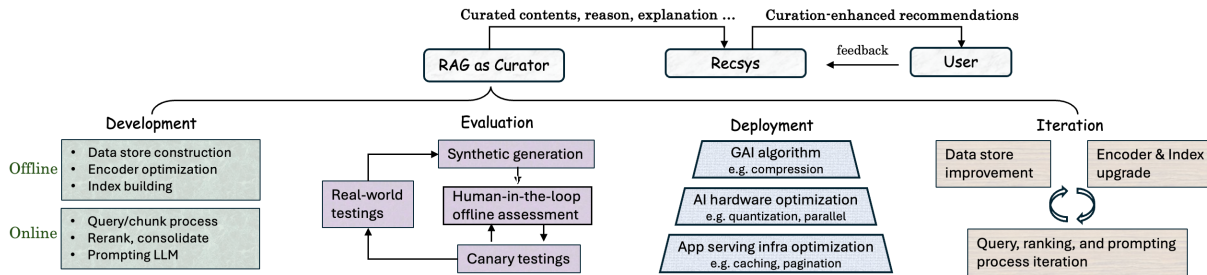 Curated contents, reason, explanation ...
Curation-enhanced recommendations
RAG as Curator
Recsys
feedback
User
Development
Evaluation
Deployment
Iteration
Offline
• Data store construction
• Encoder optimization
• Index building
Online
• Query/chunk process
• Rerank, consolidate
• Prompting LLM
Synthetic generation
Real-world
testings
Human-in-the-loop
offline assessment
Canary testings
GAI algorithm
e.g. compression
AI hardware optimization
e.g. quantization, parallel
App serving infra optimization
e.g. caching, pagination
Data store
improvement
Encoder & Index
upgrade
Query, ranking, and prompting
process iteration